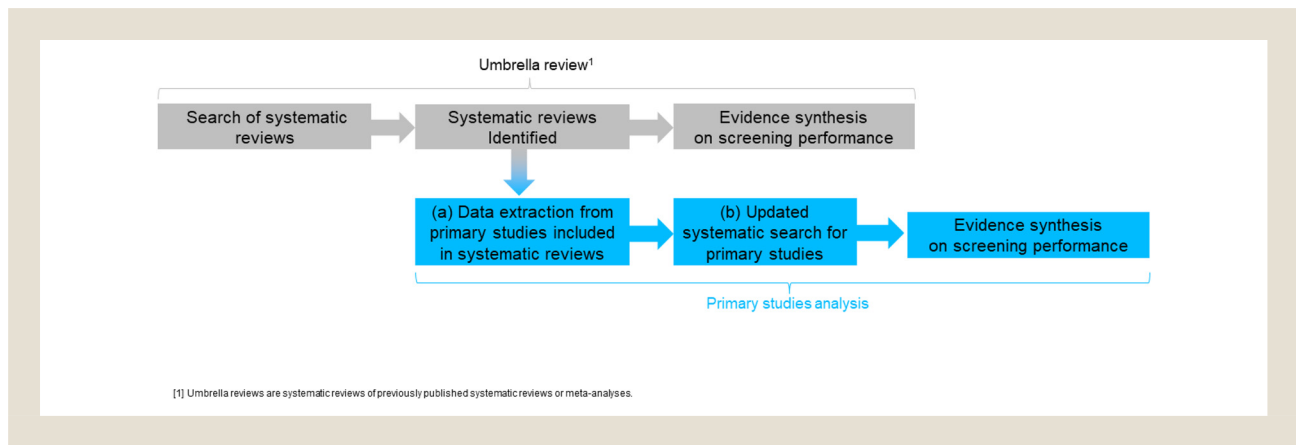 Umbrella review¹
Search of systematic
reviews
Systematic reviews
Identified
Evidence synthesis
on screening performance
(a) Data extraction from
primary studies included
in systematic reviews
(b) Updated
systematic search for
primary studies
Evidence synthesis
on screening performance
Primary studies analysis
[1] Umbrella reviews are systematic reviews of previously published systematic reviews or meta-analyses.